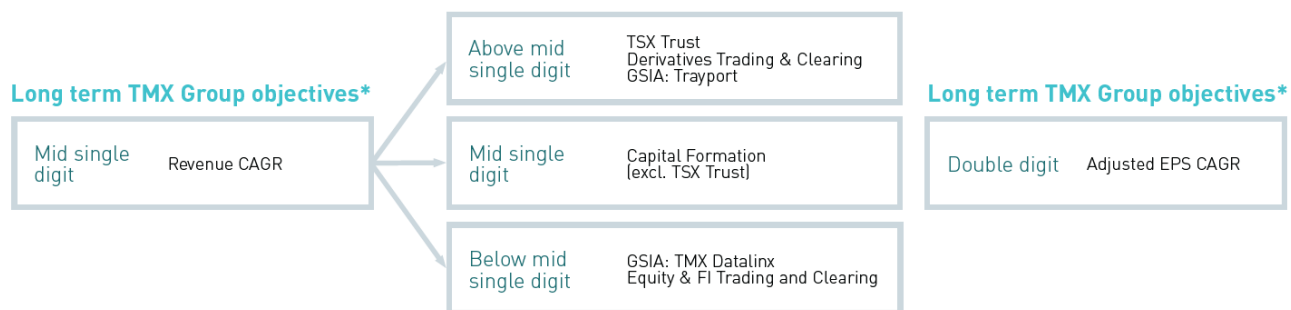 Long term TMX Group objectives*
Mid single
digit
Revenue CAGR
Above mid
single digit
TSX Trust
Derivatives Trading & Clearing
GSIA: Trayport
Mid single
digit
Capital Formation
(excl. TSX Trust)
Below mid
single digit
GSIA: TMX Datalinx
Equity & FI Trading and Clearing
Long term TMX Group objectives*
Double digit
Adjusted EPS CAGR